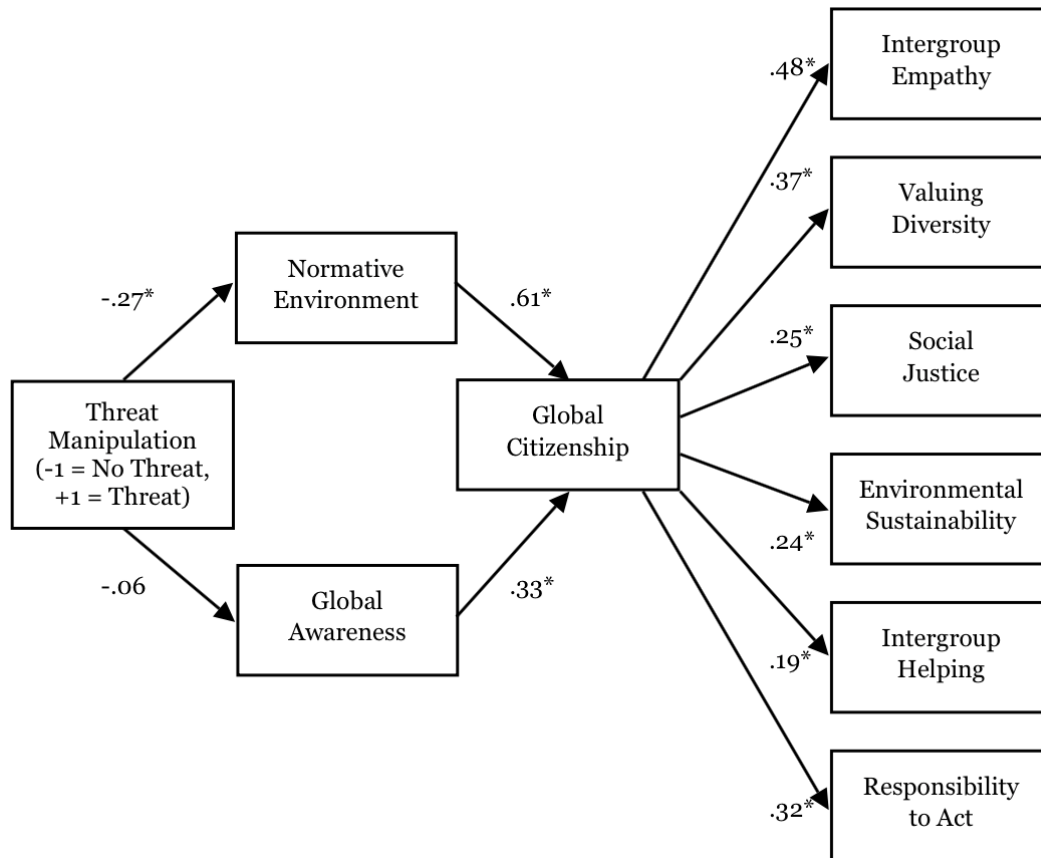 Intergroup
Empathy
.48*
Valuing
Diversity
.37*
Normative
Environment
-.27*
.61*
Social
Justice
.25*
Threat
Manipulation
(-1 = No Threat,
+1 = Threat)
Global
Citizenship
Environmental
Sustainability
.24*
-.06
Global
Awareness
.33*
Intergroup
Helping
.19*
Responsibility
to Act
.32*